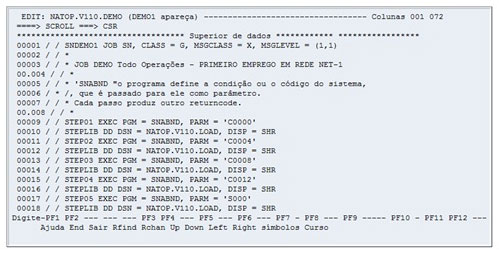 EDIT: NATOP.V110.DEMO (DEMO1 apareça) ---------------------------------- Colunas 001 072
====> SCROLL ===> CSR
********************************* Superior de dados ************ *****************
00001 / / SNDEMO1 JOB SN, CLASS = G, MSGCLASS = X, MSGLEVEL = (1,1)
00002 / / *
00003 / / * JOB DEMO Todo Operações - PRIMEIRO EMPREGO EM REDE NET-1
00.004 / / *
00005 / / * 'SNABND "o programa define a condição ou o código do sistema,
00006 / * /, que é passado para ele como parâmetro.
00007 / / * Cada passo produz outro returncode.
00.008 / / *
00009 / / STEP01 EXEC PGM = SNABND, PARM = 'C0000'
00010 / / STEPLIB DD DSN = NATOP.V110.LOAD, DISP = SHR
00011 / / STEP02 EXEC PGM = SNABND, PARM = 'C0004'
00012 / / STEPLIB DD DSN = NATOP.V110.LOAD, DISP = SHR
00013 / / STEP03 EXEC PGM = SNABND, PARM = 'C0008'
00014 / / STEPLIB DD DSN = NATOP.V110.LOAD, DISP = SHR
00015 / / STEP04 EXEC PGM = SNABND, PARM = 'C0012'
00016 / / STEPLIB DD DSN = NATOP.V110.LOAD, DISP = SHR
00017 / / STEP05 EXEC PGM = SNABND, PARM = 'S000'
00018 / / STEPLIB DD DSN = NATOP.V110.LOAD, DISP = SHR
Digite-PF1 PF2 --- --- --- PF3 PF4 --- PF5 --- PF6 --- PF7 - PF8 --- PF9 ----- PF10 - PF11 PF12 ---
Ajuda End Sair Rfind Rohan Up Down Left Right símbolos Curso